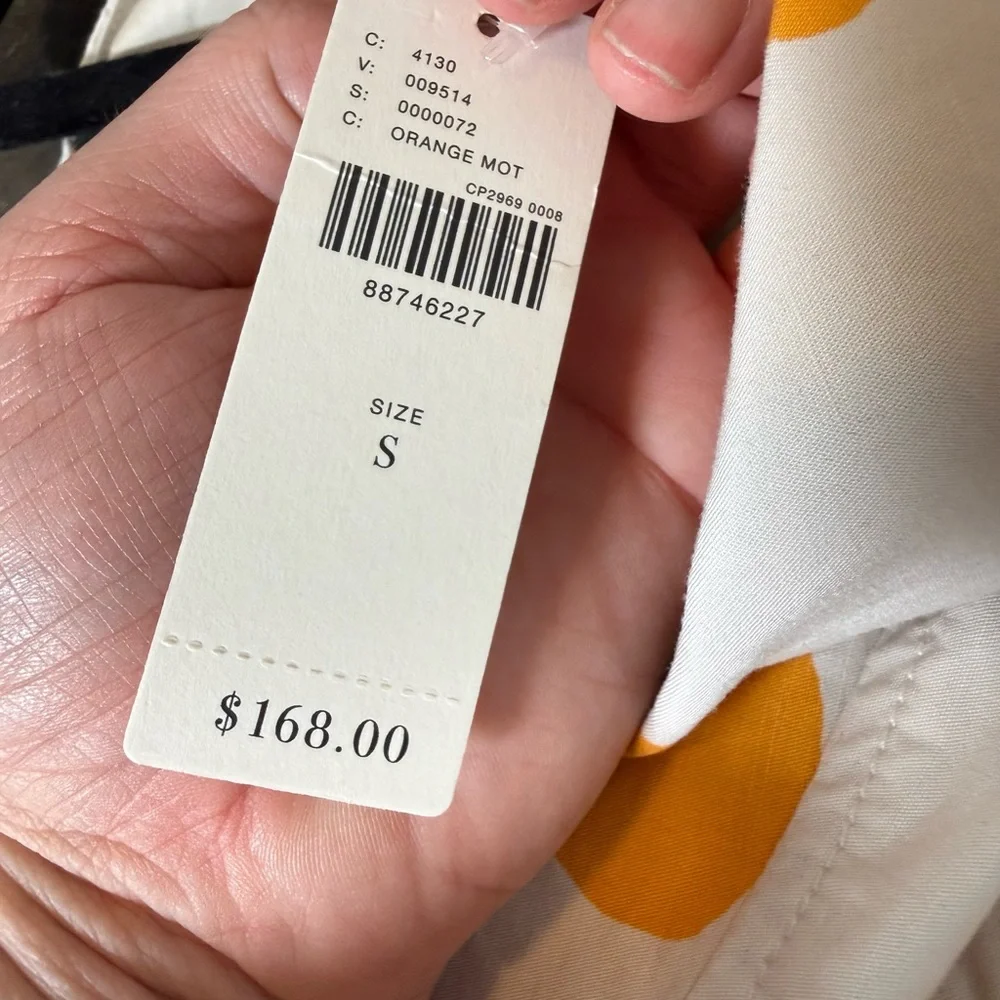 C: 4130
V: 009514
S: 0000072
C: ORANGE MOT
CP2969 0008
88746227
SIZE
S
$168.00